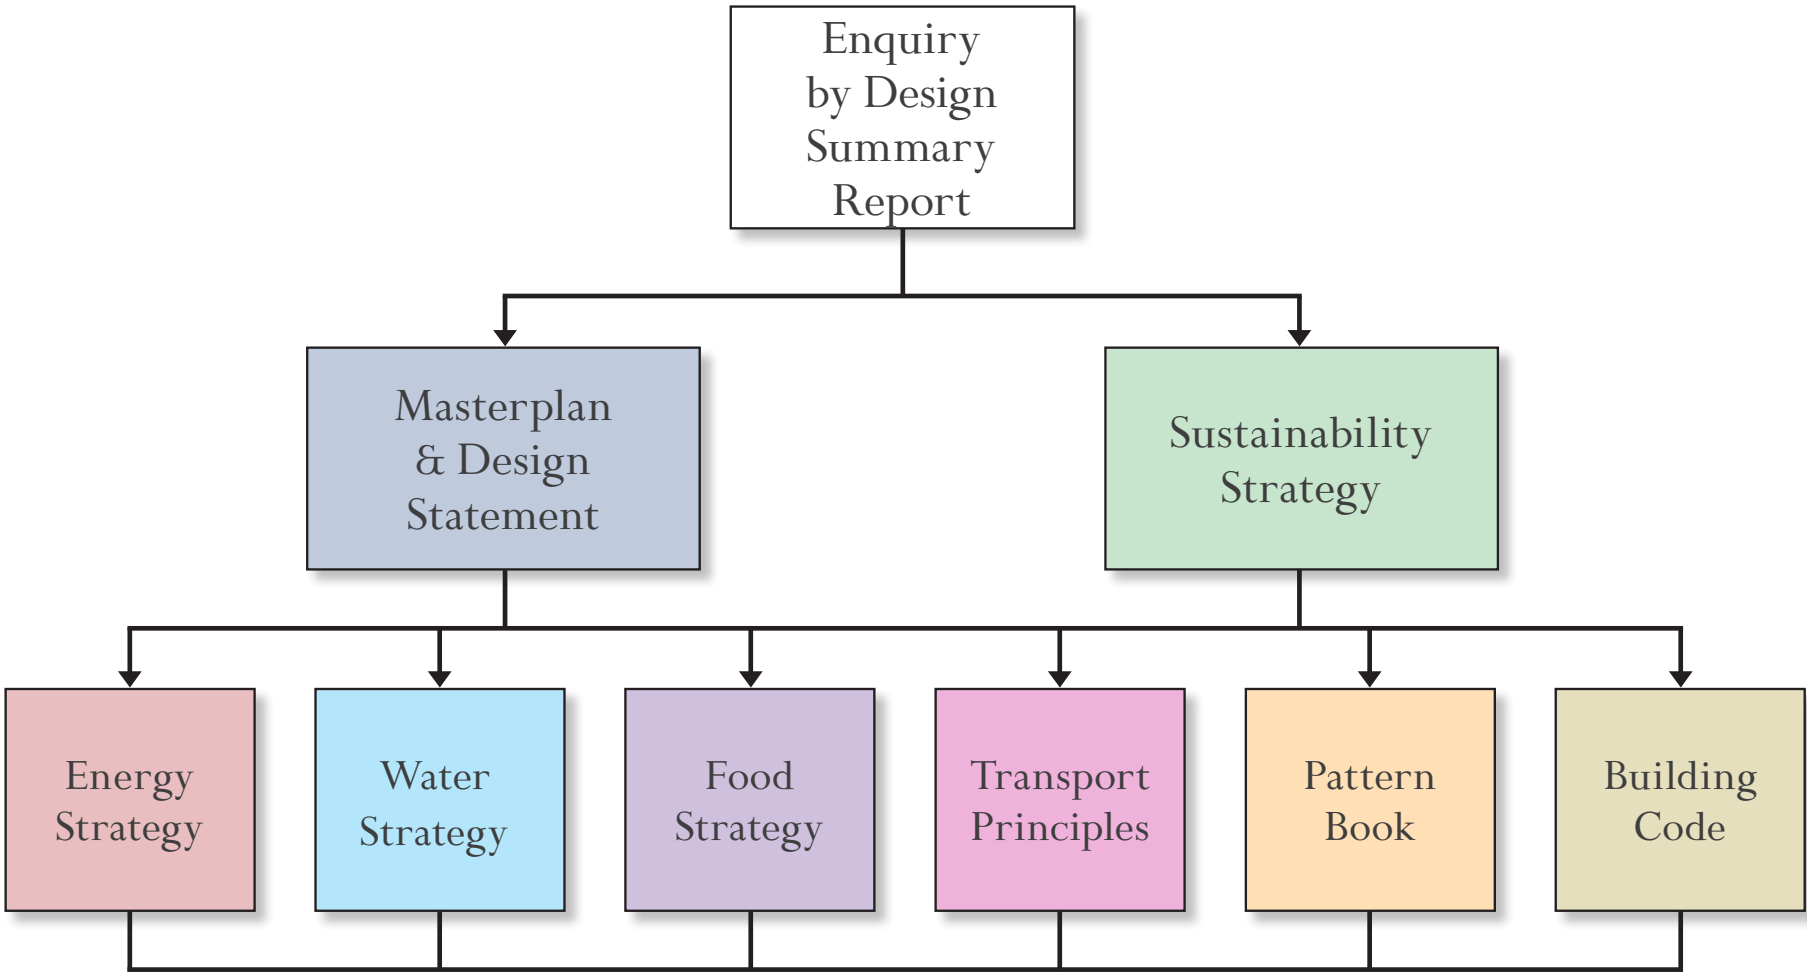 Enquiry
by Design
Summary
Report
Masterplan
& Design
Statement
Sustainability
Strategy
Energy
Strategy
Water
Strategy
Food
Strategy
Transport
Principles
Pattern
Book
Building
Code